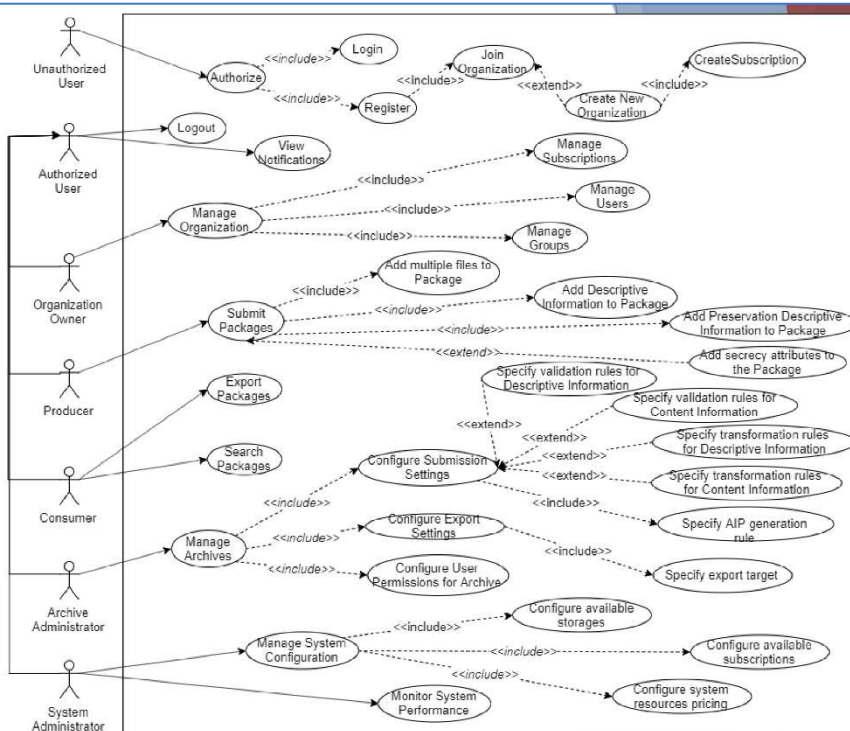 Unauthorized
User
Authorize
<<include>>
Login
<<include>>
Register
<<include>>
Join
Organization
<<extend>>
Create New
Organization
<<include>>
CreateSubscription
Authorized
User
Logout
View
Notifications
Organization
Owner
Manage
Organization
<<include>>
Manage
Subscriptions
<<include>>
Manage
Users
<<include>>
Manage
Groups
Producer
Submit
Packages
<<include>>
Add multiple files to
Package
<<include>>
Add Descriptive
Information to Package
<<include>>
Add Preservation Descriptive
Information to Package
<<extend>>
Add secrecy attributes to
the Package
Consumer
Export
Packages
Search
Packages
Archive
Administrator
Manage
Archives
<<include>>
Configure Submission
Settings
<<extend>>
Specify validation rules for
Descriptive Information
<<extend>>
Specify validation rules for
Content Information
<<extend>>
Specify transformation rules
for Descriptive Information
<<extend>>
Specify transformation rules
for Content Information
<<include>>
Specify AIP generation
rule
<<include>>
Configure Export
Settings
<<include>>
Specify export target
<<include>>
Configure User
Permissions for Archive
System
Administrator
Manage System
Configuration
<<include>>
Configure available
storages
<<include>>
Configure available
subscriptions
<<include>>
Configure system
resources pricing
Monitor System
Performance